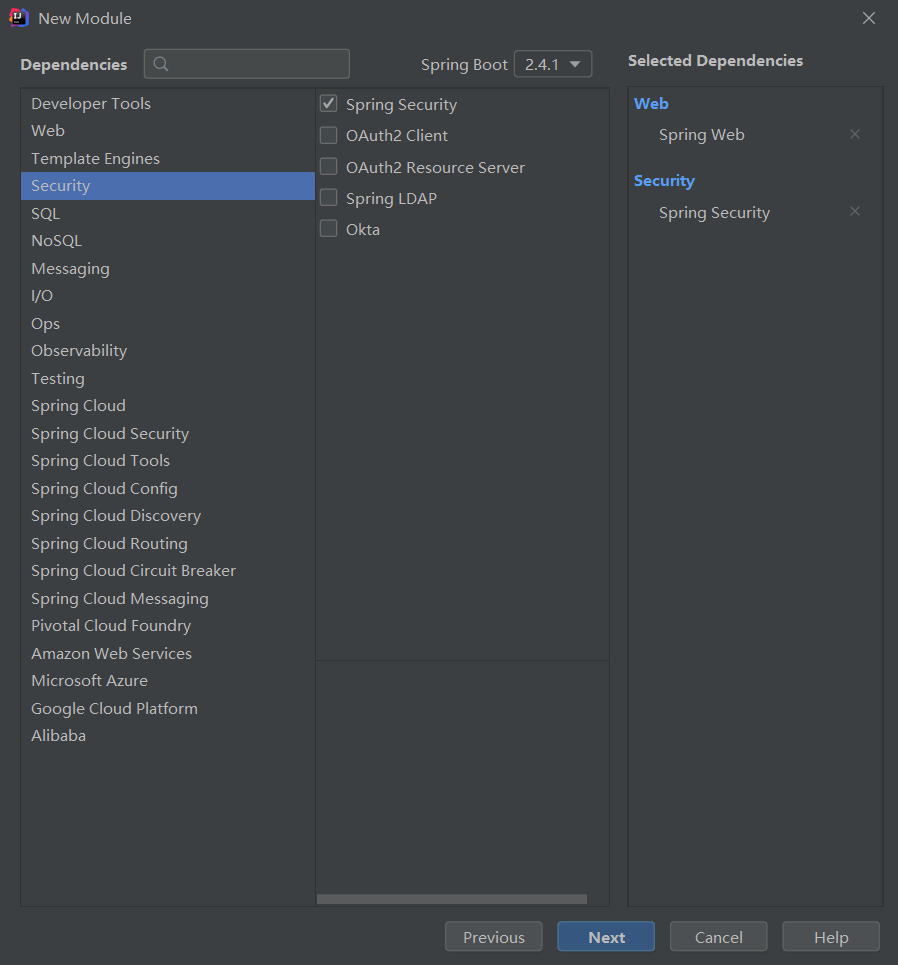 New Module
Dependencies
Spring Boot 2.4.1
Selected Dependencies
Developer Tools
Web
Template Engines
Security
SQL
NoSQL
Messaging
I/O
Ops
Observability
Testing
Spring Cloud
Spring Cloud Security
Spring Cloud Tools
Spring Cloud Config
Spring Cloud Discovery
Spring Cloud Routing
Spring Cloud Circuit Breaker
Spring Cloud Messaging
Pivotal Cloud Foundry
Amazon Web Services
Microsoft Azure
Google Cloud Platform
Alibaba
Spring Security
OAuth2 Client
OAuth2 Resource Server
Spring LDAP
Okta
Web
Spring Web
Security
Spring Security
Previous
Next
Cancel
Help